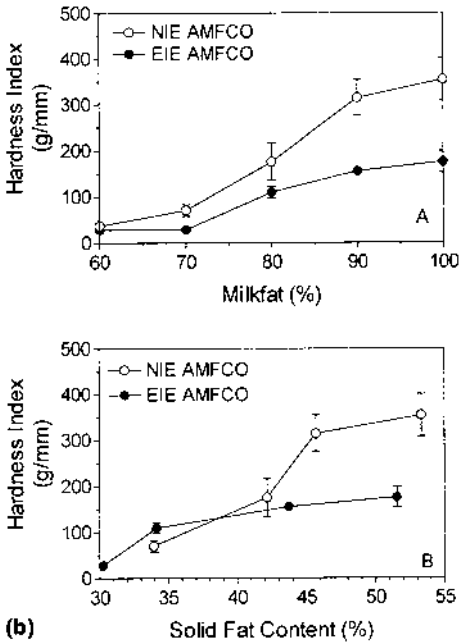 500
400
300
200
100
0
Hardness Index
(g/mm)
NIE AMFCO
EIE AMFCO
A
60 70 80 90 100
Milkfat (%)
500
400
300
200
100
0
Hardness Index
(g/mm)
NIE AMFCO
EIE AMFCO
B
30 35 40 45 50 55
(b) Solid Fat Content (%)